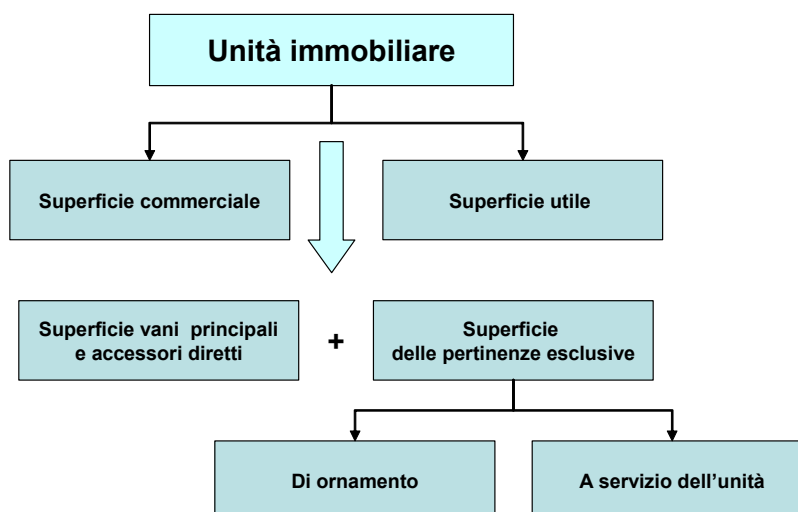 Unità immobiliare
Superficie commerciale
Superficie utile
Superficie vani principali
e accessori diretti
+
Superficie
delle pertinenze esclusive
Di ornamento
A servizio dell'unità